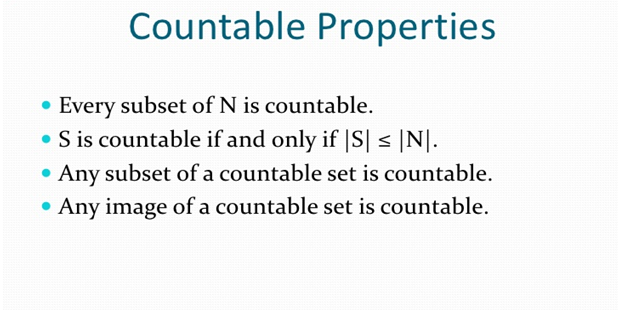 Countable Properties
• Every subset of N is countable.
• S is countable if and only if |S| ≤ |N|.
• Any subset of a countable set is countable.
• Any image of a countable set is countable.